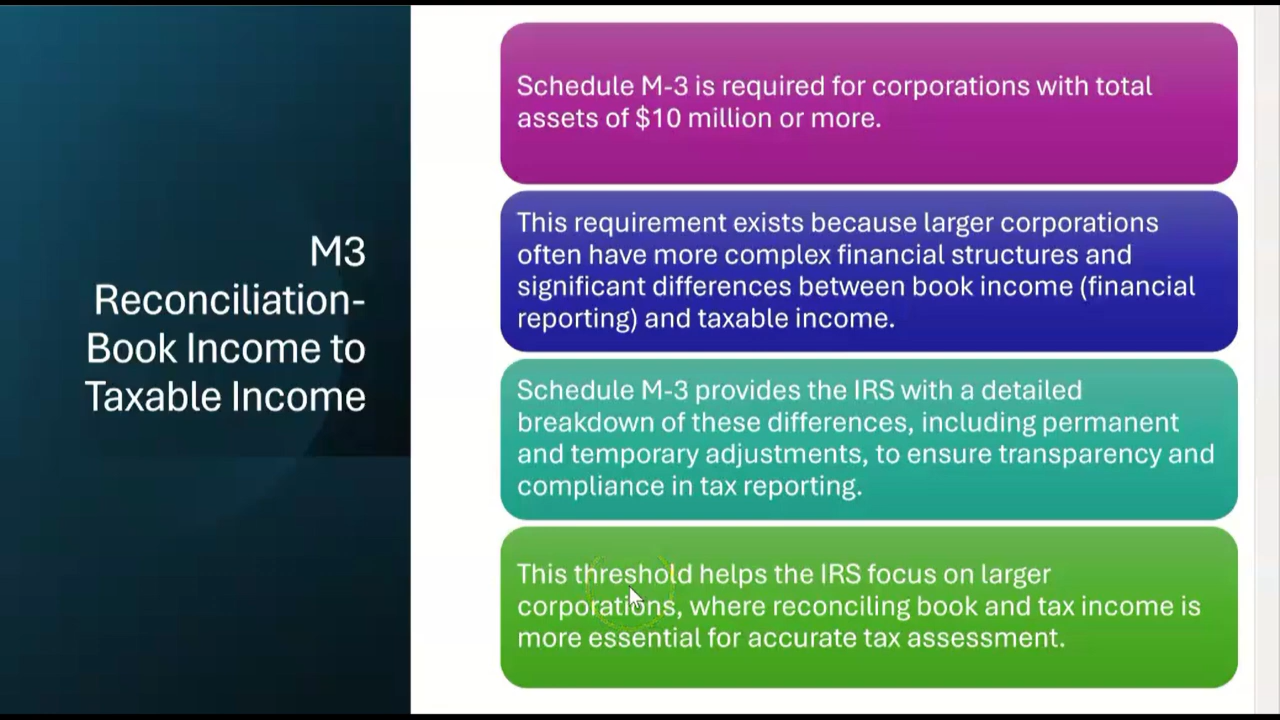 M3
Reconciliation-
Book Income to
Taxable Income
Schedule M-3 is required for corporations with total
assets of $10 million or more.
This requirement exists because larger corporations
often have more complex financial structures and
significant differences between book income (financial
reporting) and taxable income.
Schedule M-3 provides the IRS with a detailed
breakdown of these differences, including permanent
and temporary adjustments, to ensure transparency and
compliance in tax reporting.
This threshold helps the IRS focus on larger
corporations, where reconciling book and tax income is
more essential for accurate tax assessment.